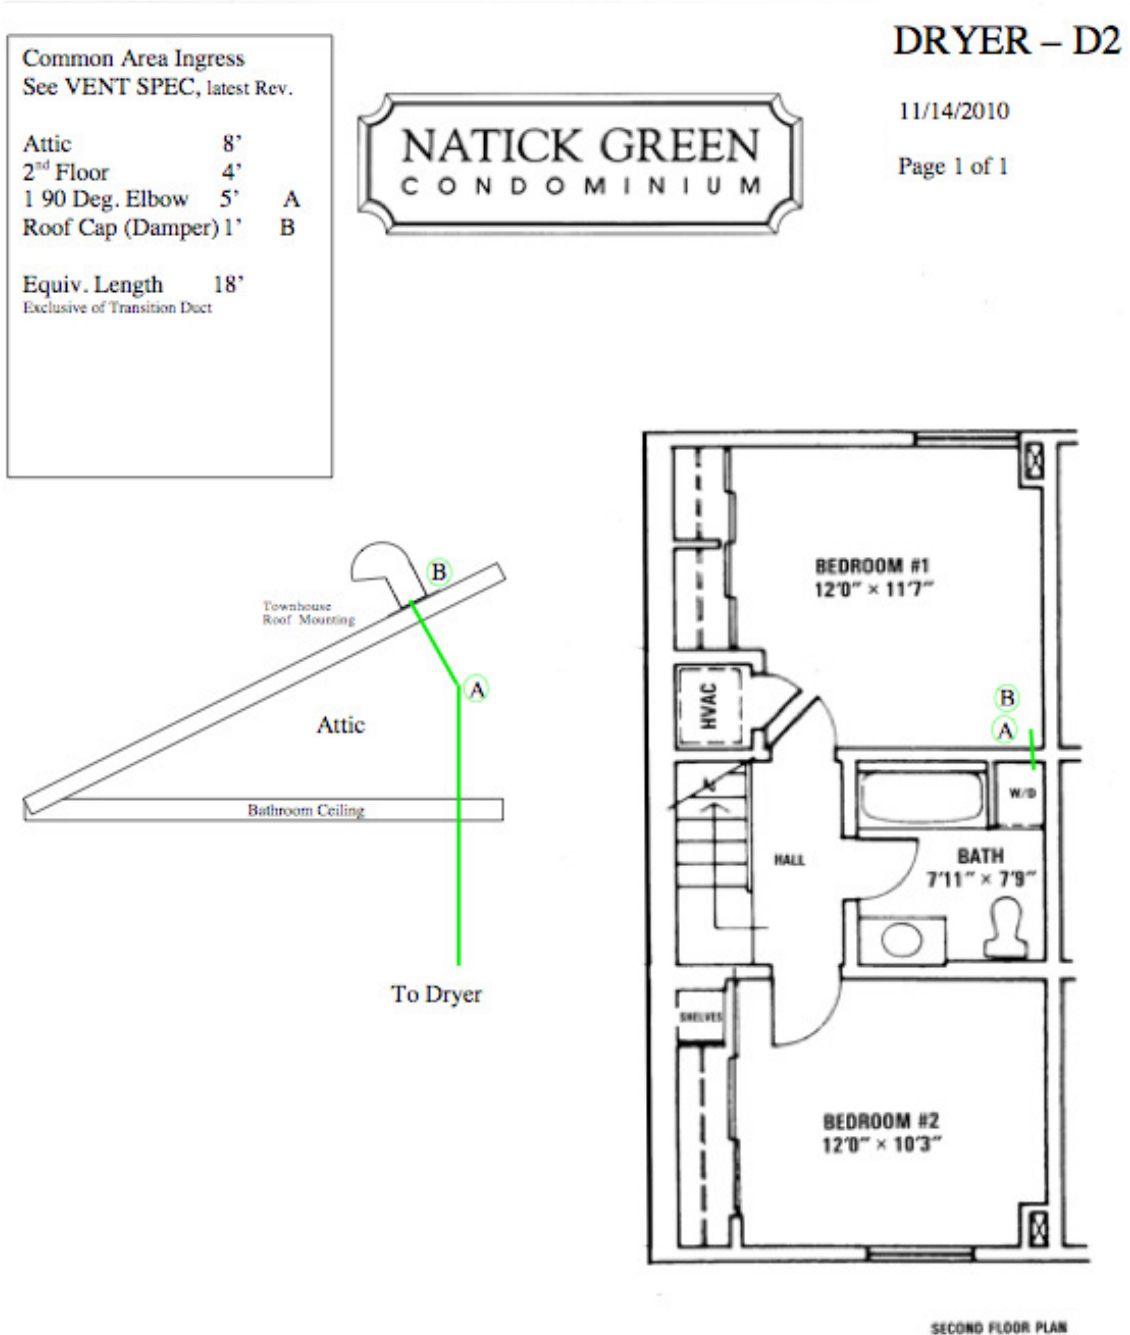 DRYER – D2
11/14/2010
Page 1 of 1
Common Area Ingress
See VENT SPEC, latest Rev.
Attic 8’
2nd Floor 4’
1 90 Deg. Elbow 5’ A
Roof Cap (Damper) 1’ B
Equiv. Length 18’
Exclusive of Transition Duct
NATICK GREEN
CONDOMINIUM
B
Townhouse
Roof Mounting
A
Attic
Bathroom Ceiling
To Dryer
BEDROOM #1
12'0" × 11'7"
HVAC
B
A
W/D
HALL
BATH
7'11" × 7'9"
SHELVES
BEDROOM #2
12'0" × 10'3"
SECOND FLOOR PLAN